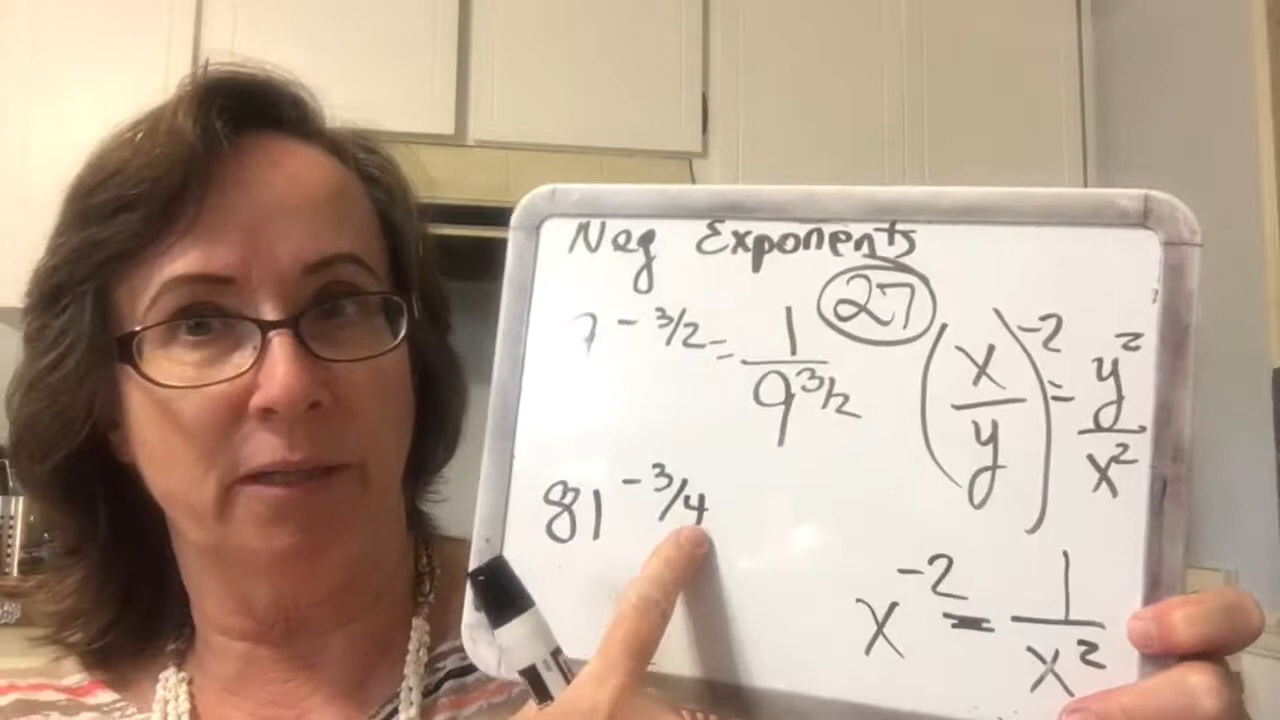 Neg Exponents
27
9^-3/2 = 1/9^3/2
(x/y)^-2 = y^2/x^2
81^-3/4
x^-2 = 1/x^2